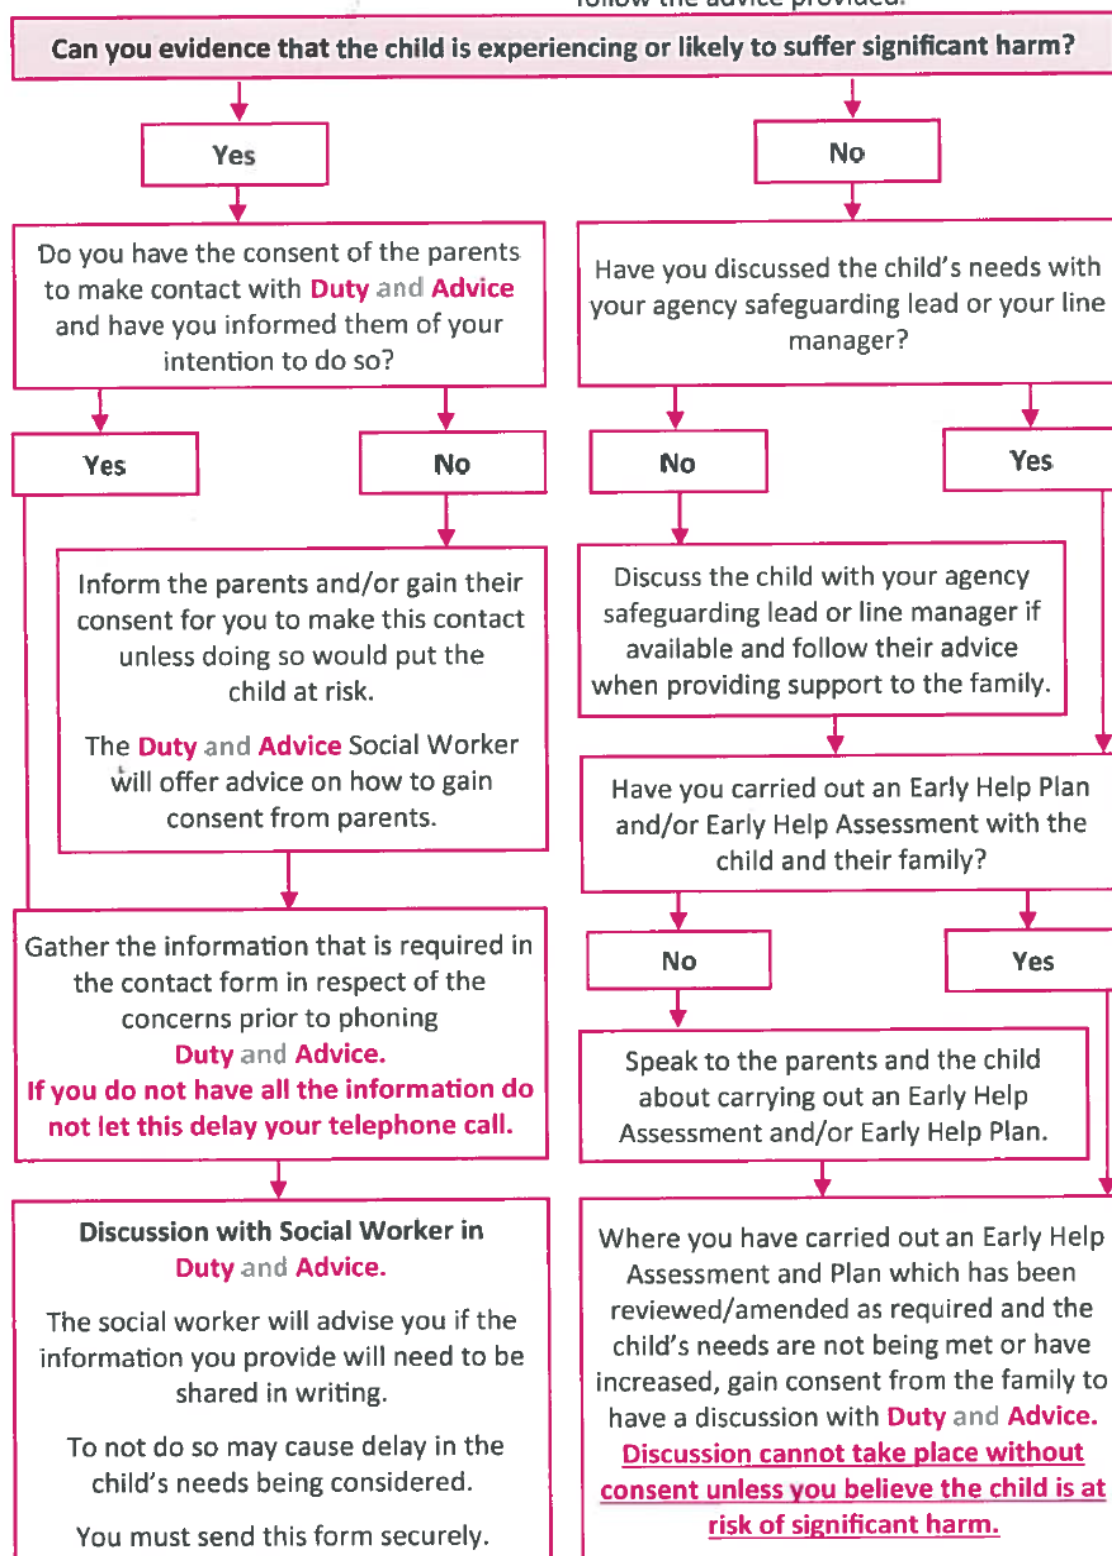 follow the advice provided.
Can you evidence that the child is experiencing or likely to suffer significant harm?
Yes
No
Do you have the consent of the parents
to make contact with Duty and Advice
and have you informed them of your
intention to do so?
Have you discussed the child's needs with
your agency safeguarding lead or your line
manager?
Yes
No
No
Yes
Inform the parents and/or gain their
consent for you to make this contact
unless doing so would put the
child at risk.
The Duty and Advice Social Worker
will offer advice on how to gain
consent from parents.
Discuss the child with your agency
safeguarding lead or line manager if
available and follow their advice
when providing support to the family.
Have you carried out an Early Help Plan
and/or Early Help Assessment with the
child and their family?
Gather the information that is required in
the contact form in respect of the
concerns prior to phoning
Duty and Advice.
If you do not have all the information do
not let this delay your telephone call.
No
Yes
Speak to the parents and the child
about carrying out an Early Help
Assessment and/or Early Help Plan.
Discussion with Social Worker in
Duty and Advice.
The social worker will advise you if the
information you provide will need to be
shared in writing.
To not do so may cause delay in the
child's needs being considered.
You must send this form securely.
Where you have carried out an Early Help
Assessment and Plan which has been
reviewed/amended as required and the
child's needs are not being met or have
increased, gain consent from the family to
have a discussion with Duty and Advice.
Discussion cannot take place without
consent unless you believe the child is at
risk of significant harm.